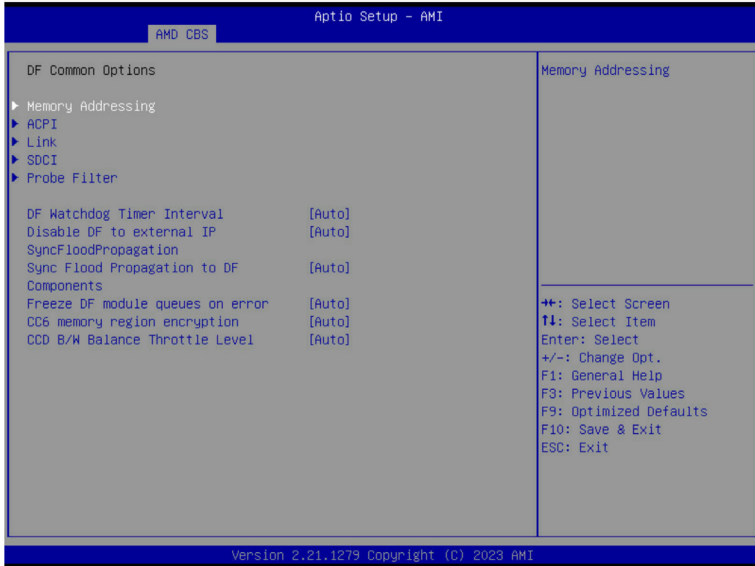 Aptio Setup – AMI
AMD CBS
DF Common Options
Memory Addressing
ACPI
Link
SDCI
Probe Filter
DF Watchdog Timer Interval [Auto]
Disable DF to external IP [Auto]
SyncFloodPropagation
Sync Flood Propagation to DF [Auto]
Components
Freeze DF module queues on error [Auto]
CC6 memory region encryption [Auto]
CCD B/W Balance Throttle Level [Auto]
Memory Addressing
→←: Select Screen
↑↓: Select Item
Enter: Select
+/-: Change Opt.
F1: General Help
F3: Previous Values
F9: Optimized Defaults
F10: Save & Exit
ESC: Exit
Version 2.21.1279 Copyright (C) 2023 AMI